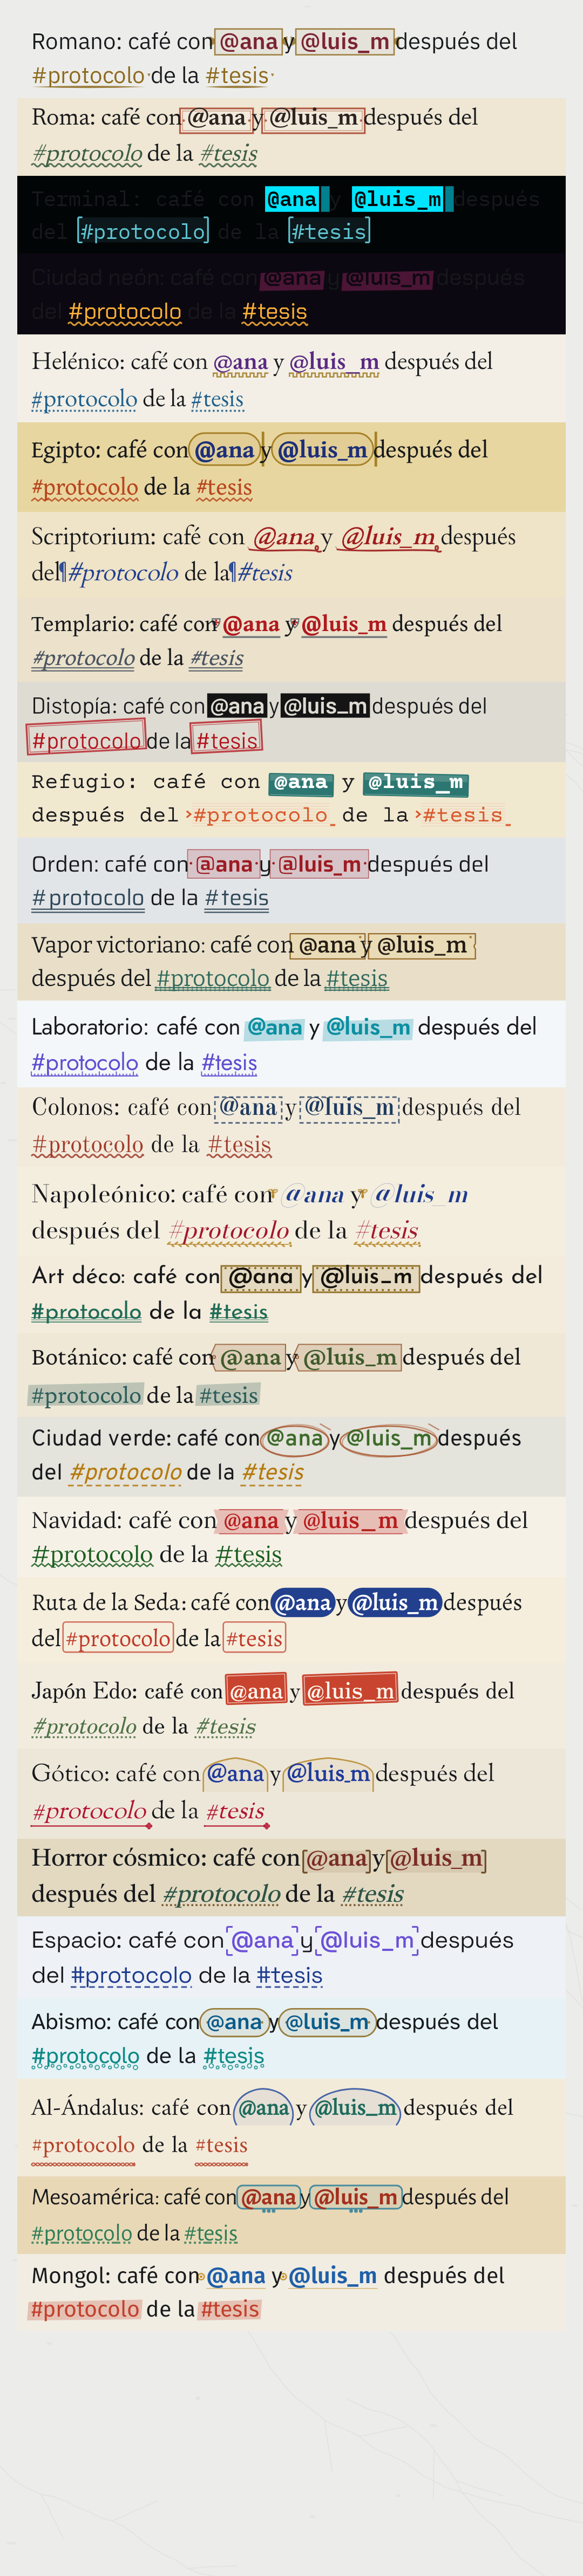 Romano: café con @ana y @luis_m después del
#protocolo de la #tesis
Roma: café con @ana y @luis_m después del
#protocolo de la #tesis
Terminal: café con @ana y @luis_m después
del #protocolo de la #tesis
Ciudad neón: café con @ana y @luis_m después
del #protocolo de la #tesis
Helénico: café con @ana y @luis_m después del
#protocolo de la #tesis
Egipto: café con @ana y @luis_m después del
#protocolo de la #tesis
Scriptorium: café con @ana y @luis_m después
del ¶#protocolo de la ¶#tesis
Templario: café con @ana y @luis_m después del
#protocolo de la #tesis
Distopía: café con @ana y @luis_m después del
#protocolo de la #tesis
Refugio: café con @ana y @luis_m
después del ›#protocolo_ de la ›#tesis_
Orden: café con @ana y @luis_m después del
#protocolo de la #tesis
Vapor victoriano: café con @ana y @luis_m
después del #protocolo de la #tesis
Laboratorio: café con @ana y @luis_m después del
#protocolo de la #tesis
Colonos: café con @ana y @luis_m después del
#protocolo de la #tesis
Napoleónico: café con @ana y @luis_m
después del #protocolo de la #tesis
Art déco: café con @ana y @luis_m después del
#protocolo de la #tesis
Botánico: café con @ana y @luis_m después del
#protocolo de la #tesis
Ciudad verde: café con @ana y @luis_m después
del #protocolo de la #tesis
Navidad: café con @ana y @luis_m después del
#protocolo de la #tesis
Ruta de la Seda: café con @ana y @luis_m después
del #protocolo de la #tesis
Japón Edo: café con @ana y @luis_m después del
#protocolo de la #tesis
Gótico: café con @ana y @luis_m después del
#protocolo de la #tesis
Horror cósmico: café con [@ana] y [@luis_m]
después del #protocolo de la #tesis
Espacio: café con @ana y @luis_m después
del #protocolo de la #tesis
Abismo: café con @ana y @luis_m después del
#protocolo de la #tesis
Al-Ándalus: café con @ana y @luis_m después del
#protocolo de la #tesis
Mesoamérica: café con @ana y @luis_m después del
#protocolo de la #tesis
Mongol: café con @ana y @luis_m después del
#protocolo de la #tesis